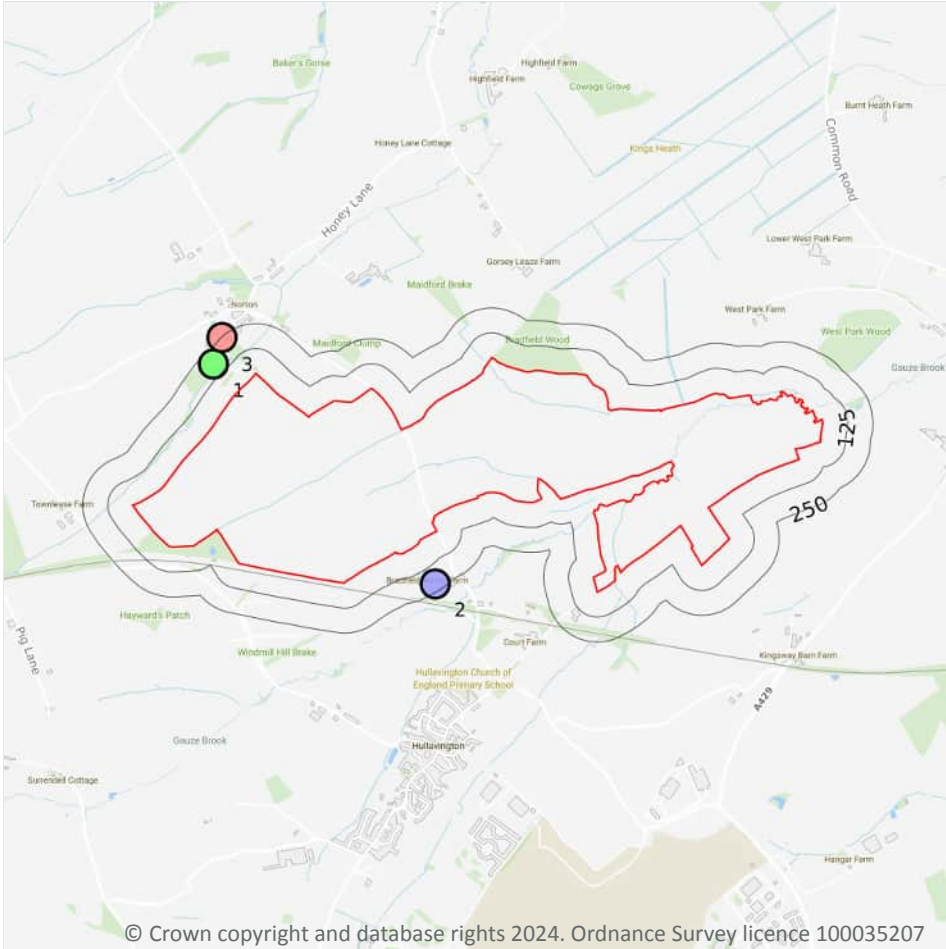 Highfield Farm
Baker's Gorse
Highfield Farm
Cowage Grove
Burnt Heath Farm
Common Road
Honey Lane Cottage
Kings Heath
Honey Lane
Lower West Park Farm
Gorsey Leaze Farm
Maidford Brake
Norton
West Park Farm
Bradfield Wood
West Park Wood
Maidford Clump
3
Gauze Brook
1
125
Townleyse Farm
250
Farm
2
Hayward's Patch
Pig Lane
Court Farm
Windmill Hill Brake
Kingsway Barn Farm
Hullavington Church of
England Primary School
A429
Gauze Brook
Hullavington
Surrendell Cottage
Hangar Farm
© Crown copyright and database rights 2024. Ordnance Survey licence 100035207